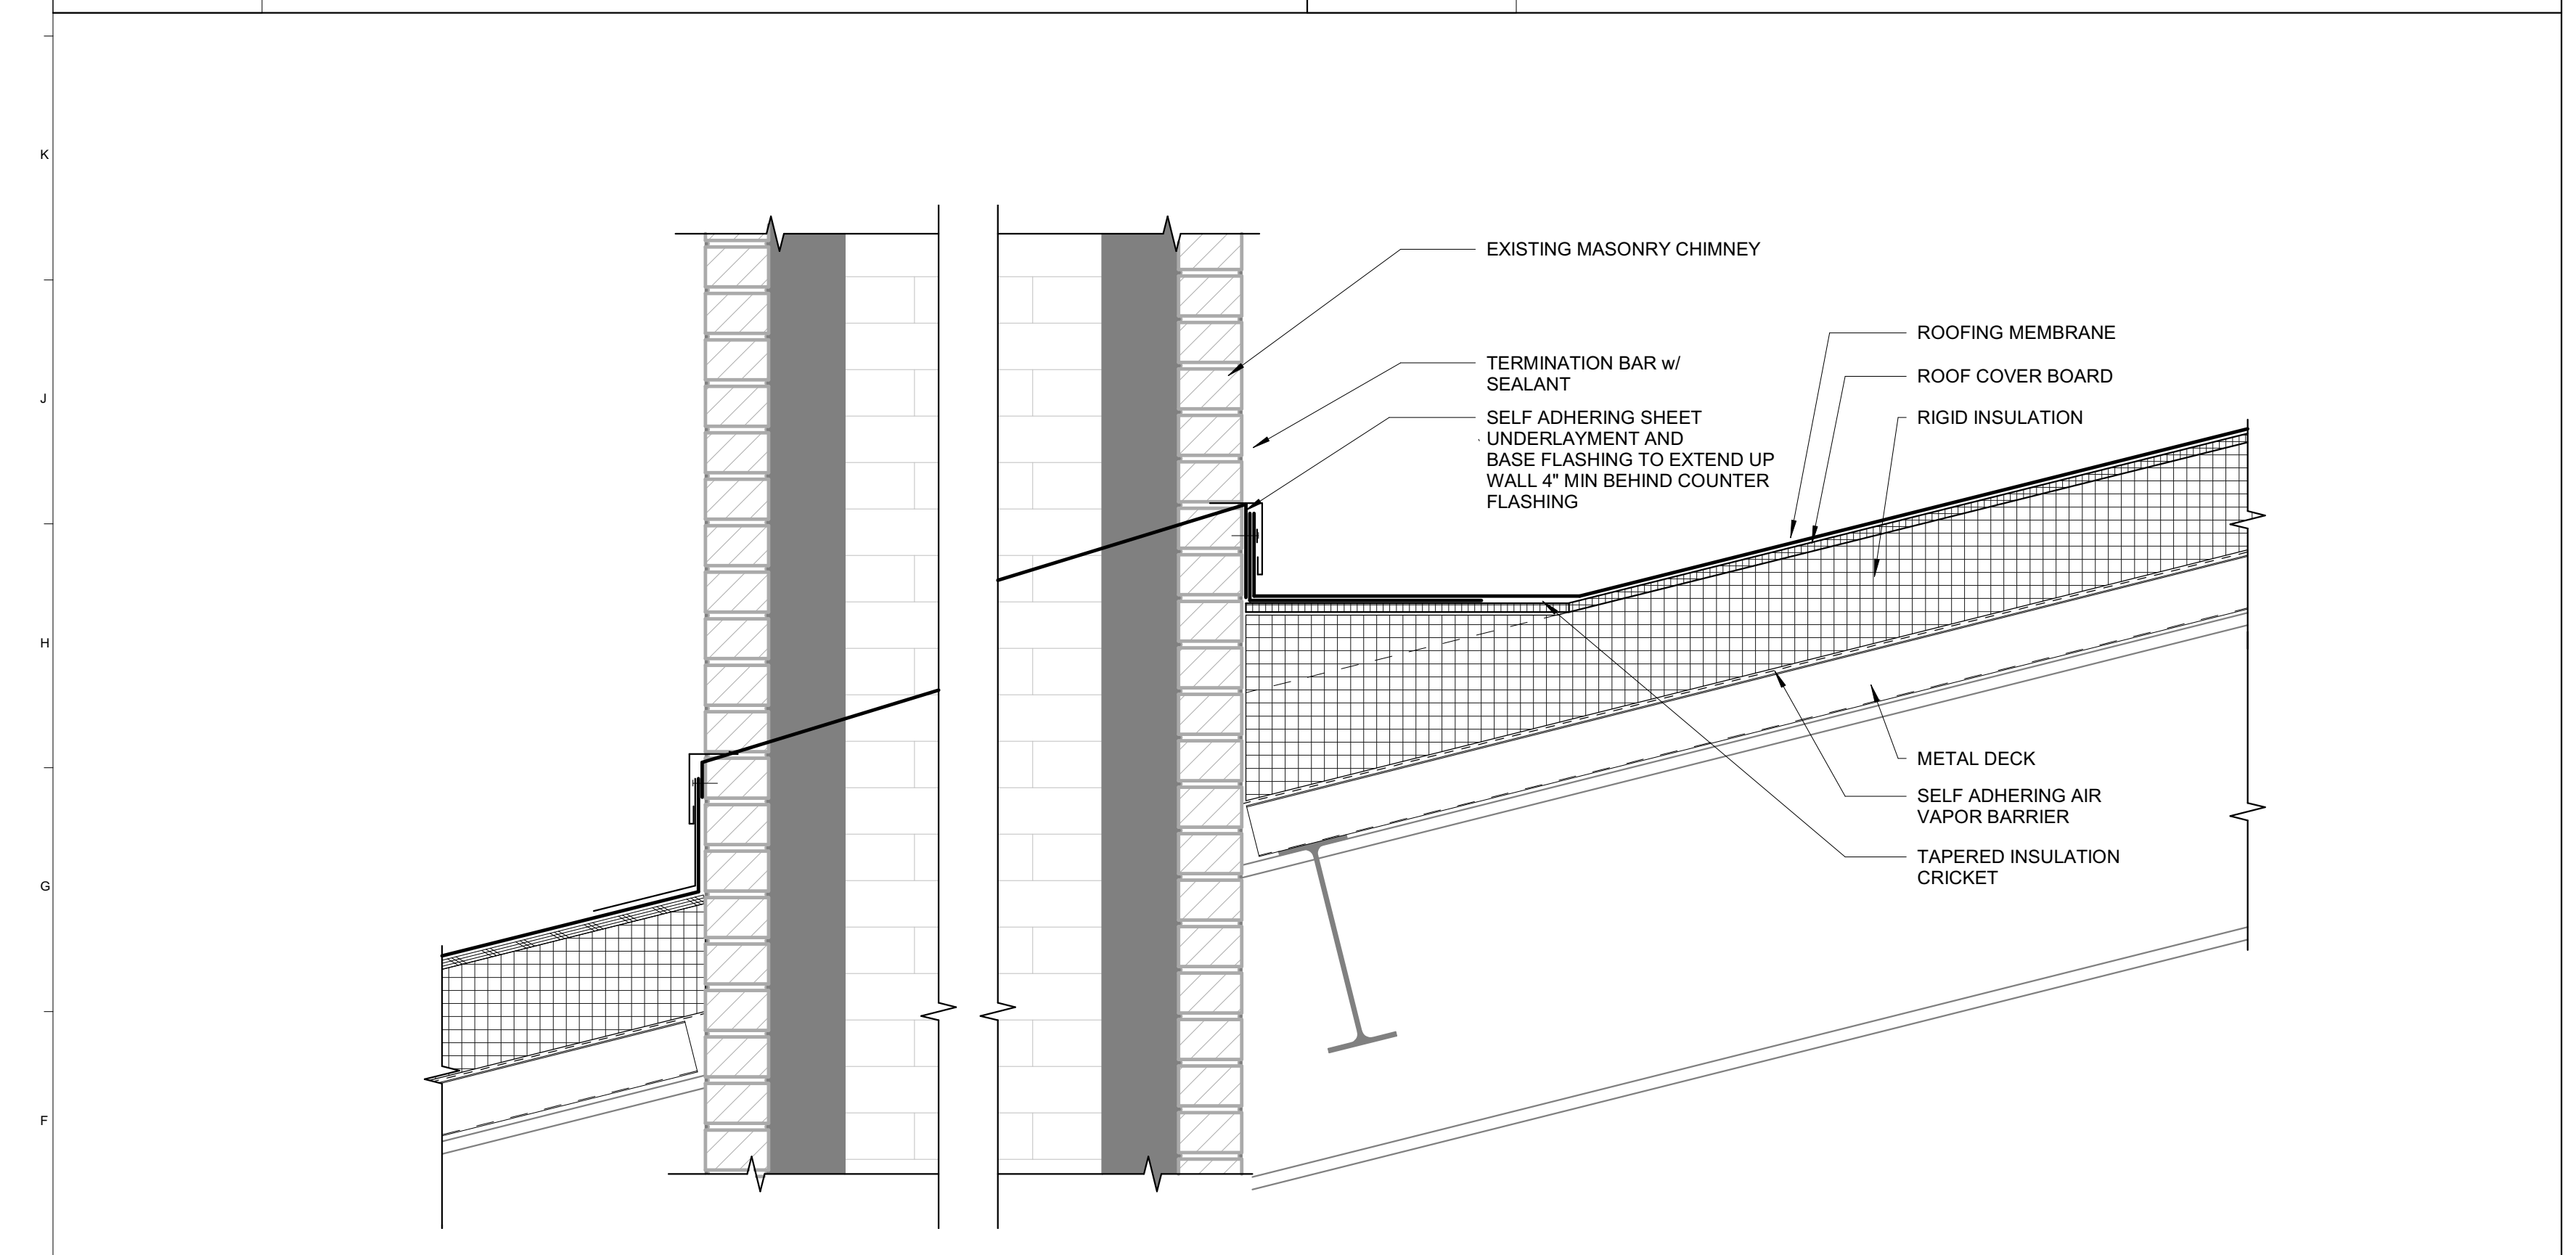 K
J
H
G
F
EXISTING MASONRY CHIMNEY
TERMINATION BAR w/
SEALANT
SELF ADHERING SHEET
UNDERLAYMENT AND
BASE FLASHING TO EXTEND UP
WALL 4" MIN BEHIND COUNTER
FLASHING
ROOFING MEMBRANE
ROOF COVER BOARD
RIGID INSULATION
METAL DECK
SELF ADHERING AIR
VAPOR BARRIER
TAPERED INSULATION
CRICKET